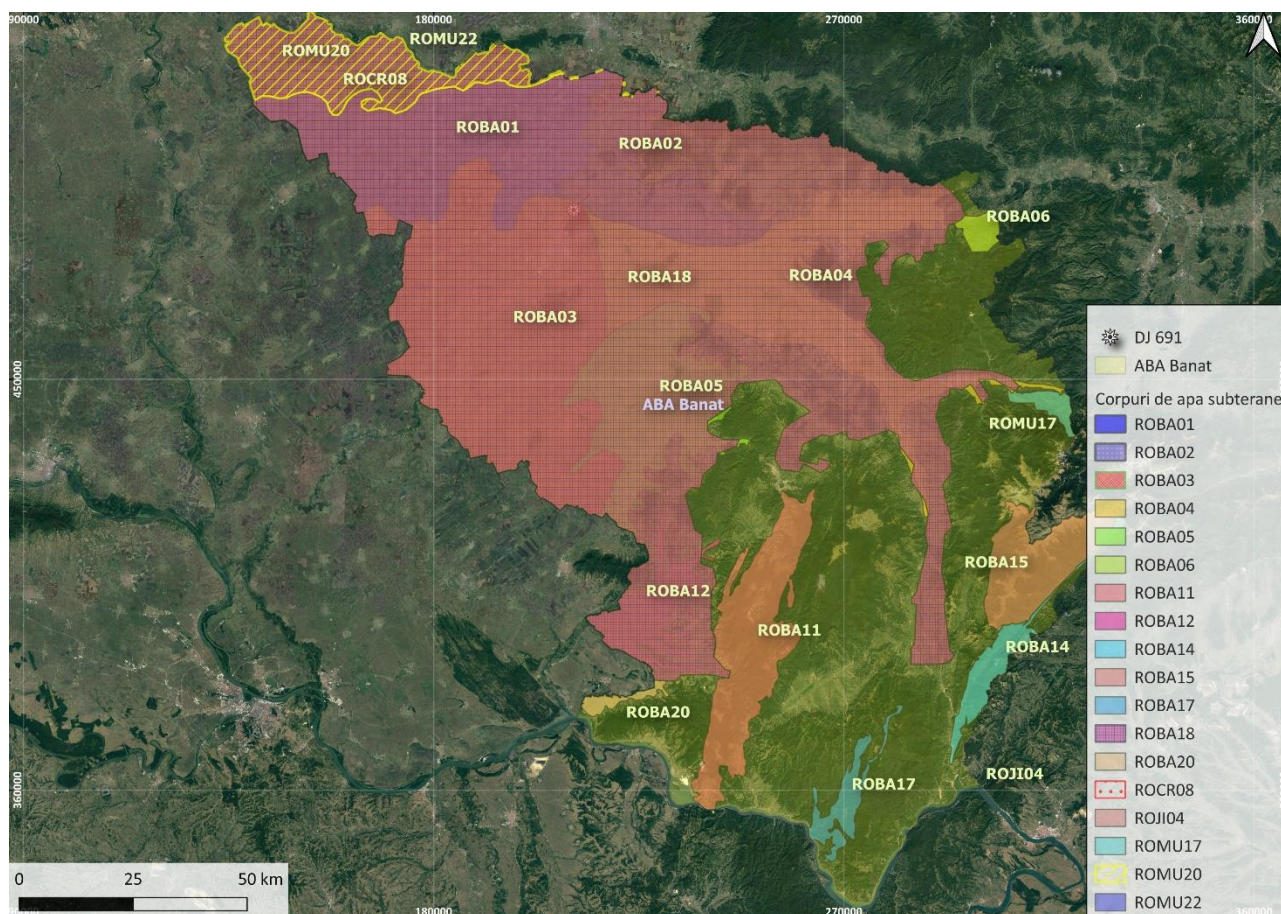 90000
180000
270000
360000
ROMU22
ROMU20
ROCR08
ROBA01
ROBA02
ROBA06
ROBA18
ROBA04
ROBA03
450000
450000
ROBA05
ABA Banat
ROMU17
ROBA15
ROBA12
ROBA11
ROBA14
ROBA20
ROBA17
ROJI04
360000
DJ 691
ABA Banat
Corpuri de apa subterane
ROBA01
ROBA02
ROBA03
ROBA04
ROBA05
ROBA06
ROBA11
ROBA12
ROBA14
ROBA15
ROBA17
ROBA18
ROBA20
ROCR08
ROJI04
ROMU17
ROMU20
ROMU22
0 25 50 km
180000
270000
360000